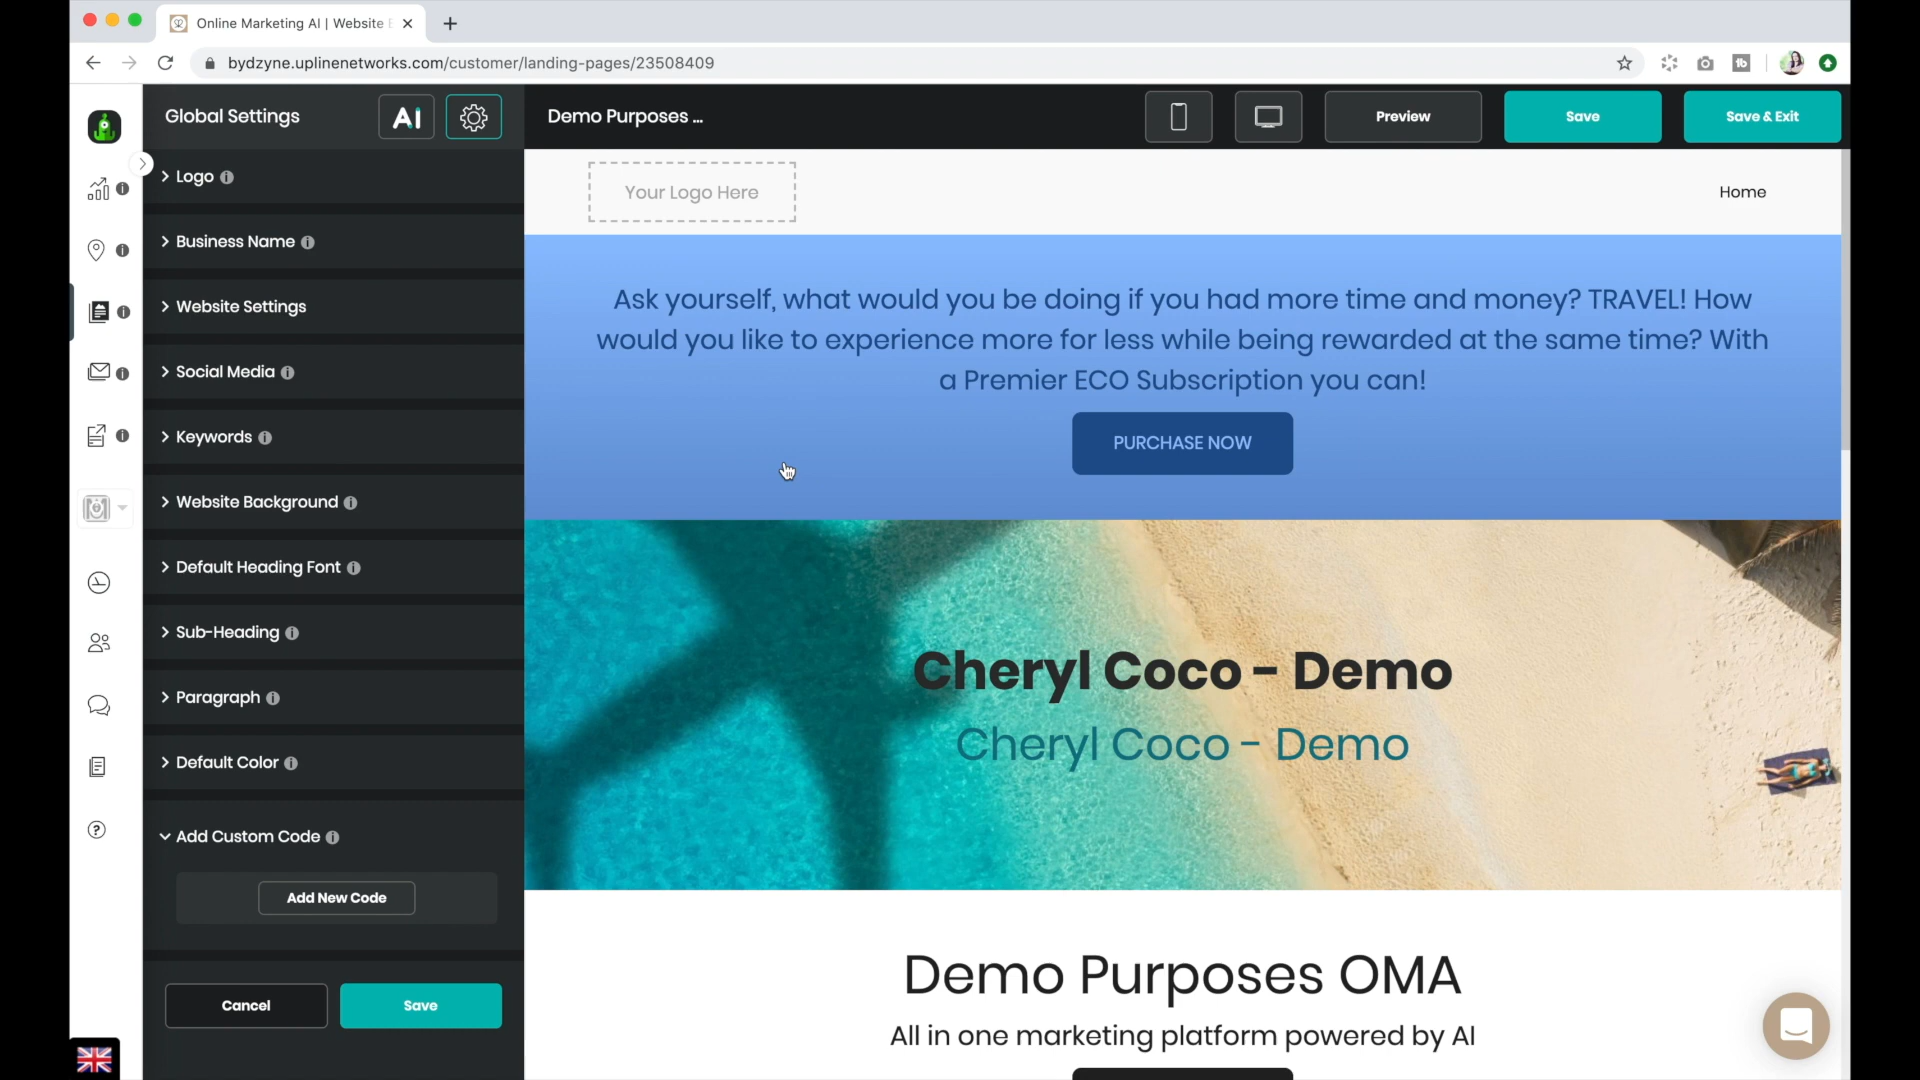 Online Marketing AI | Website
bydzyne.uplinenetworks.com/customer/landing-pages/23508409
Global Settings
AI
Demo Purposes ...
Preview
Save
Save & Exit
Logo
Your Logo Here
Home
Business Name
Website Settings
Ask yourself, what would you be doing if you had more time and money? TRAVEL! How
would you like to experience more for less while being rewarded at the same time? With
a Premier ECO Subscription you can!
PURCHASE NOW
Social Media
Keywords
Website Background
Default Heading Font
Sub-Heading
Paragraph
Default Color
Add Custom Code
Add New Code
Cancel
Save
Cheryl Coco - Demo
Cheryl Coco - Demo
Demo Purposes OMA
All in one marketing platform powered by AI